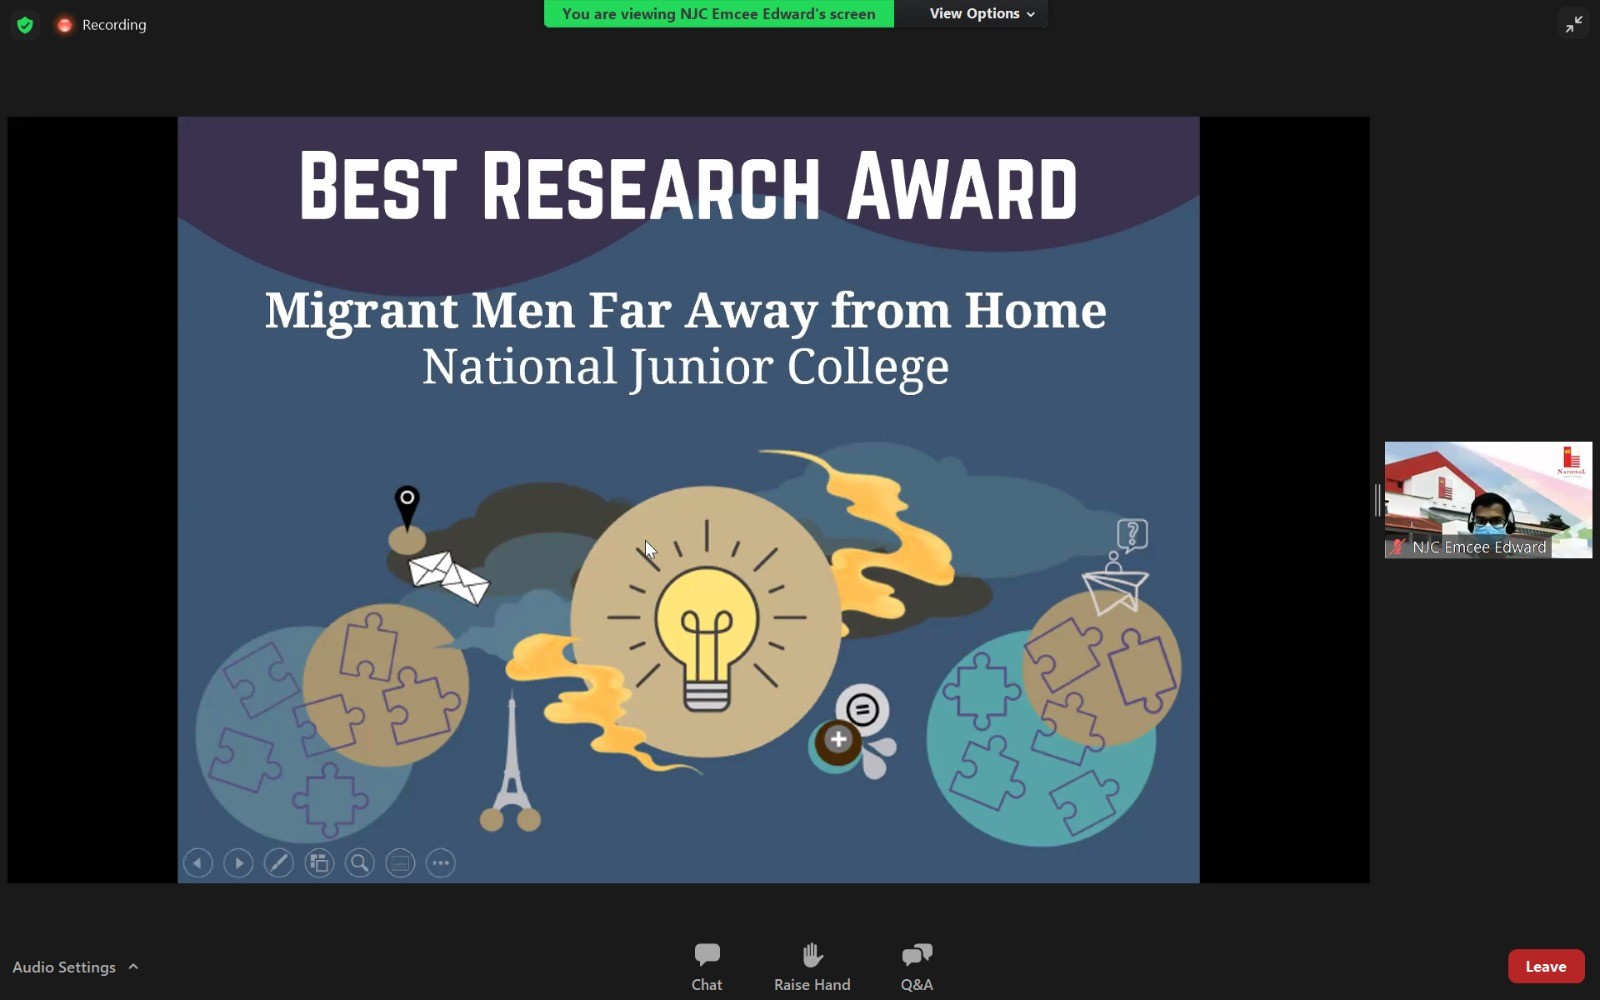 Recording
You are viewing NJC Emcee Edward's screen
View Options
BEST RESEARCH AWARD
Migrant Men Far Away from Home
National Junior College
?
=
+
NATIONAL
NJC Emcee Edward
Audio Settings
Chat
Raise Hand
Q&A
Leave